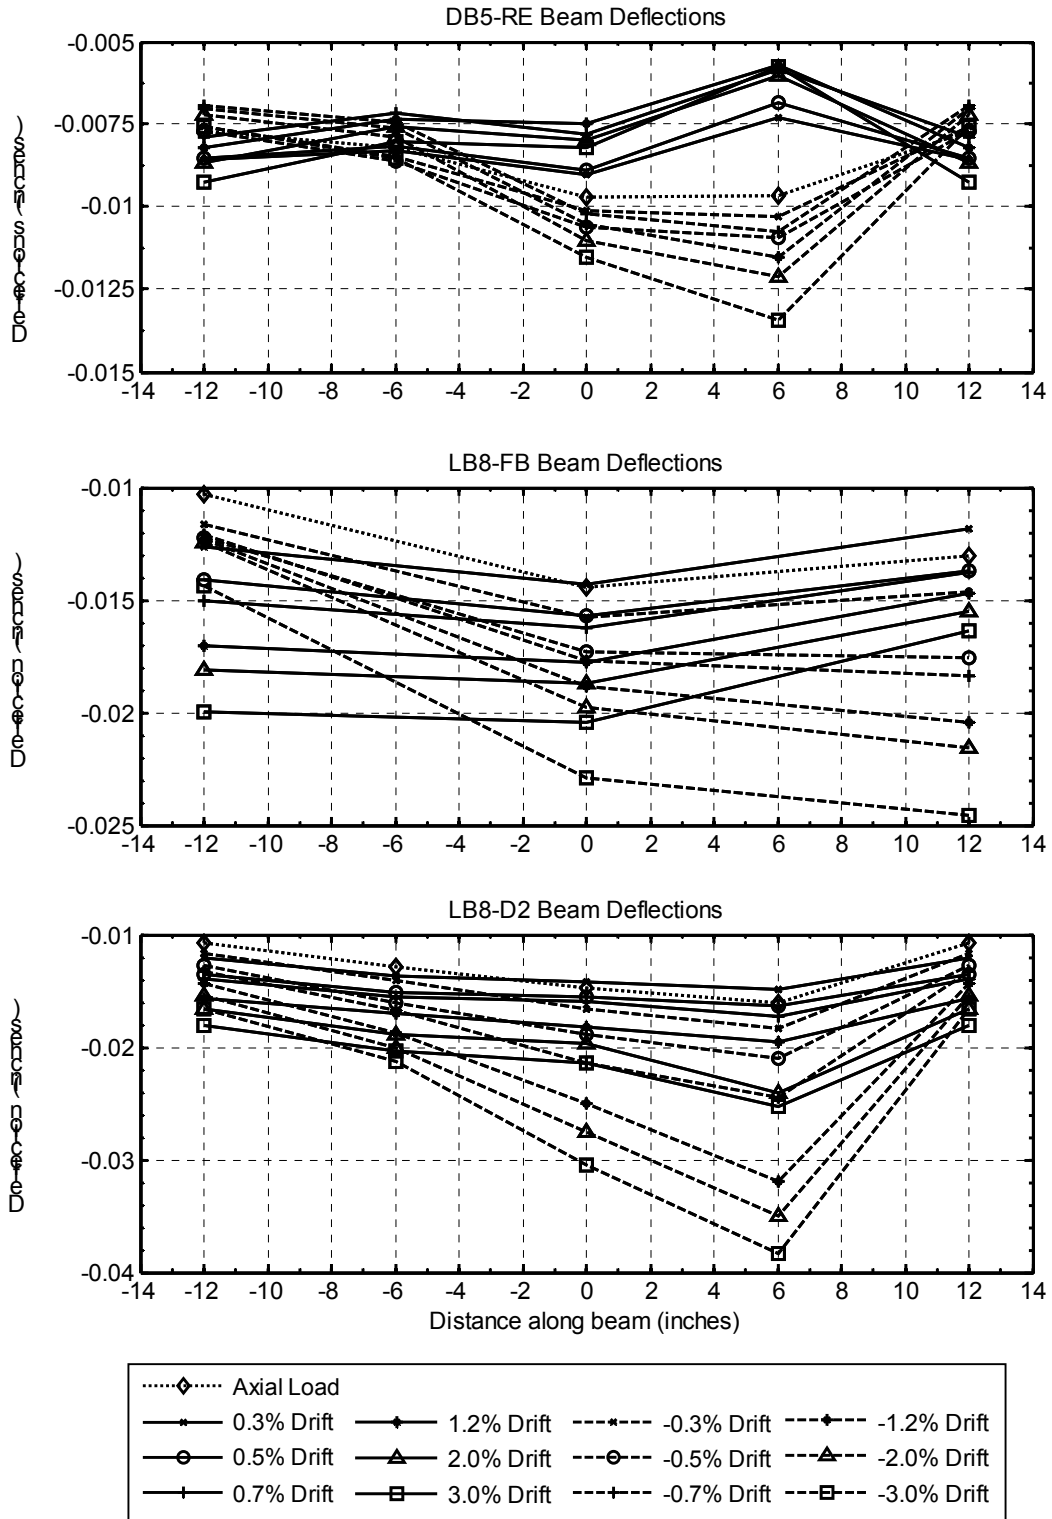 DB5-RE Beam Deflections
-0.005
-0.0075
-0.01
-0.0125
-0.015
-14 -12 -10 -8 -6 -4 -2 0 2 4 6 8 10 12 14
LB8-FB Beam Deflections
-0.01
-0.015
-0.02
-0.025
-14 -12 -10 -8 -6 -4 -2 0 2 4 6 8 10 12 14
LB8-D2 Beam Deflections
-0.01
-0.02
-0.03
-0.04
-14 -12 -10 -8 -6 -4 -2 0 2 4 6 8 10 12 14
Distance along beam (inches)
Axial Load
0.3% Drift 1.2% Drift -0.3% Drift -1.2% Drift
0.5% Drift 2.0% Drift -0.5% Drift -2.0% Drift
0.7% Drift 3.0% Drift -0.7% Drift -3.0% Drift